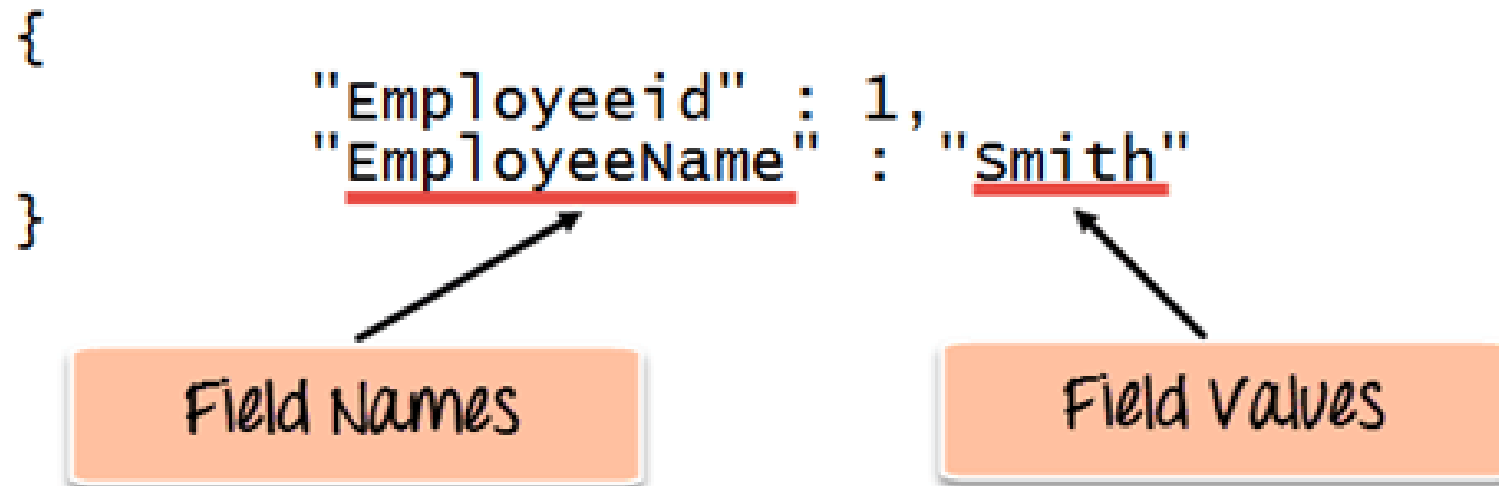 {
"Employeeid" : 1,
"EmployeeName" : "Smith"
}
Field Names
Field Values